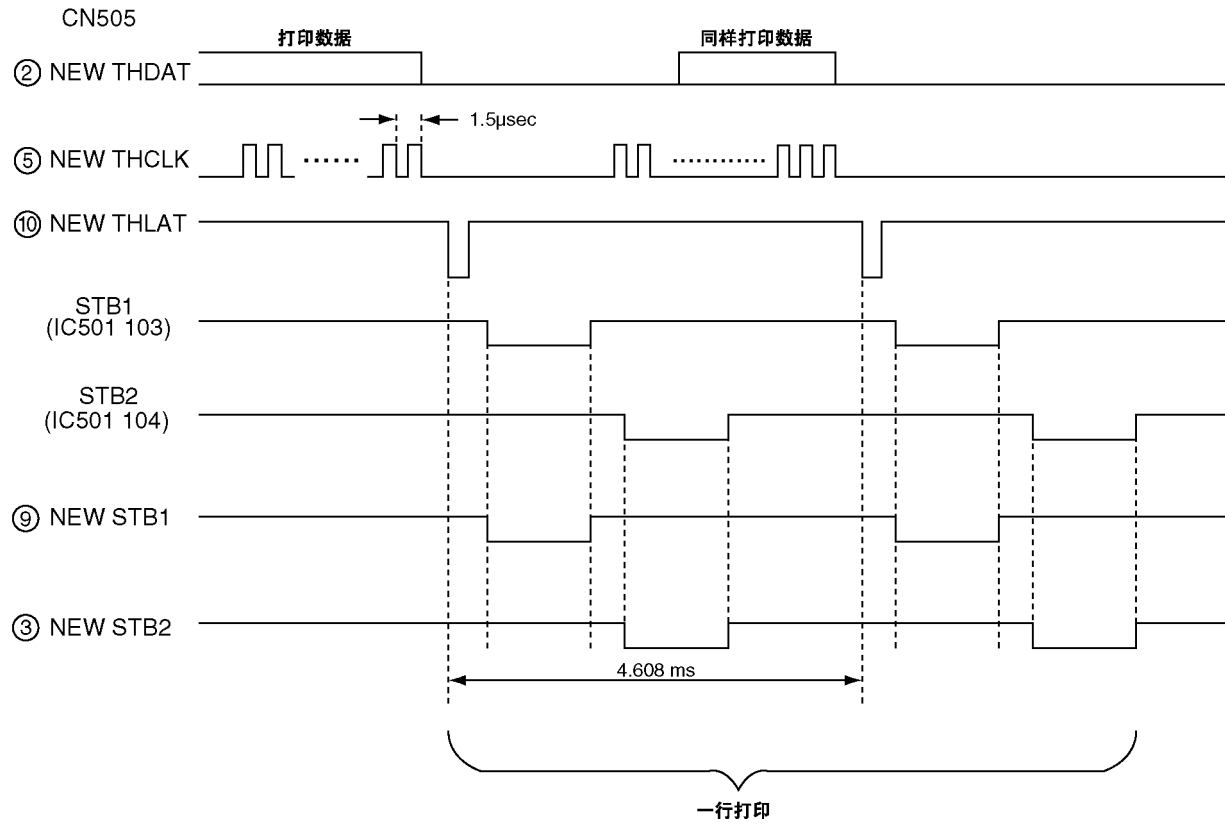 CN505
打印数据
同样打印数据
② NEW THDAT
1.5µsec
⑤ NEW THCLK
⑩ NEW THLAT
STB1
(IC501 103)
STB2
(IC501 104)
⑨ NEW STB1
③ NEW STB2
4.608 ms
一行打印